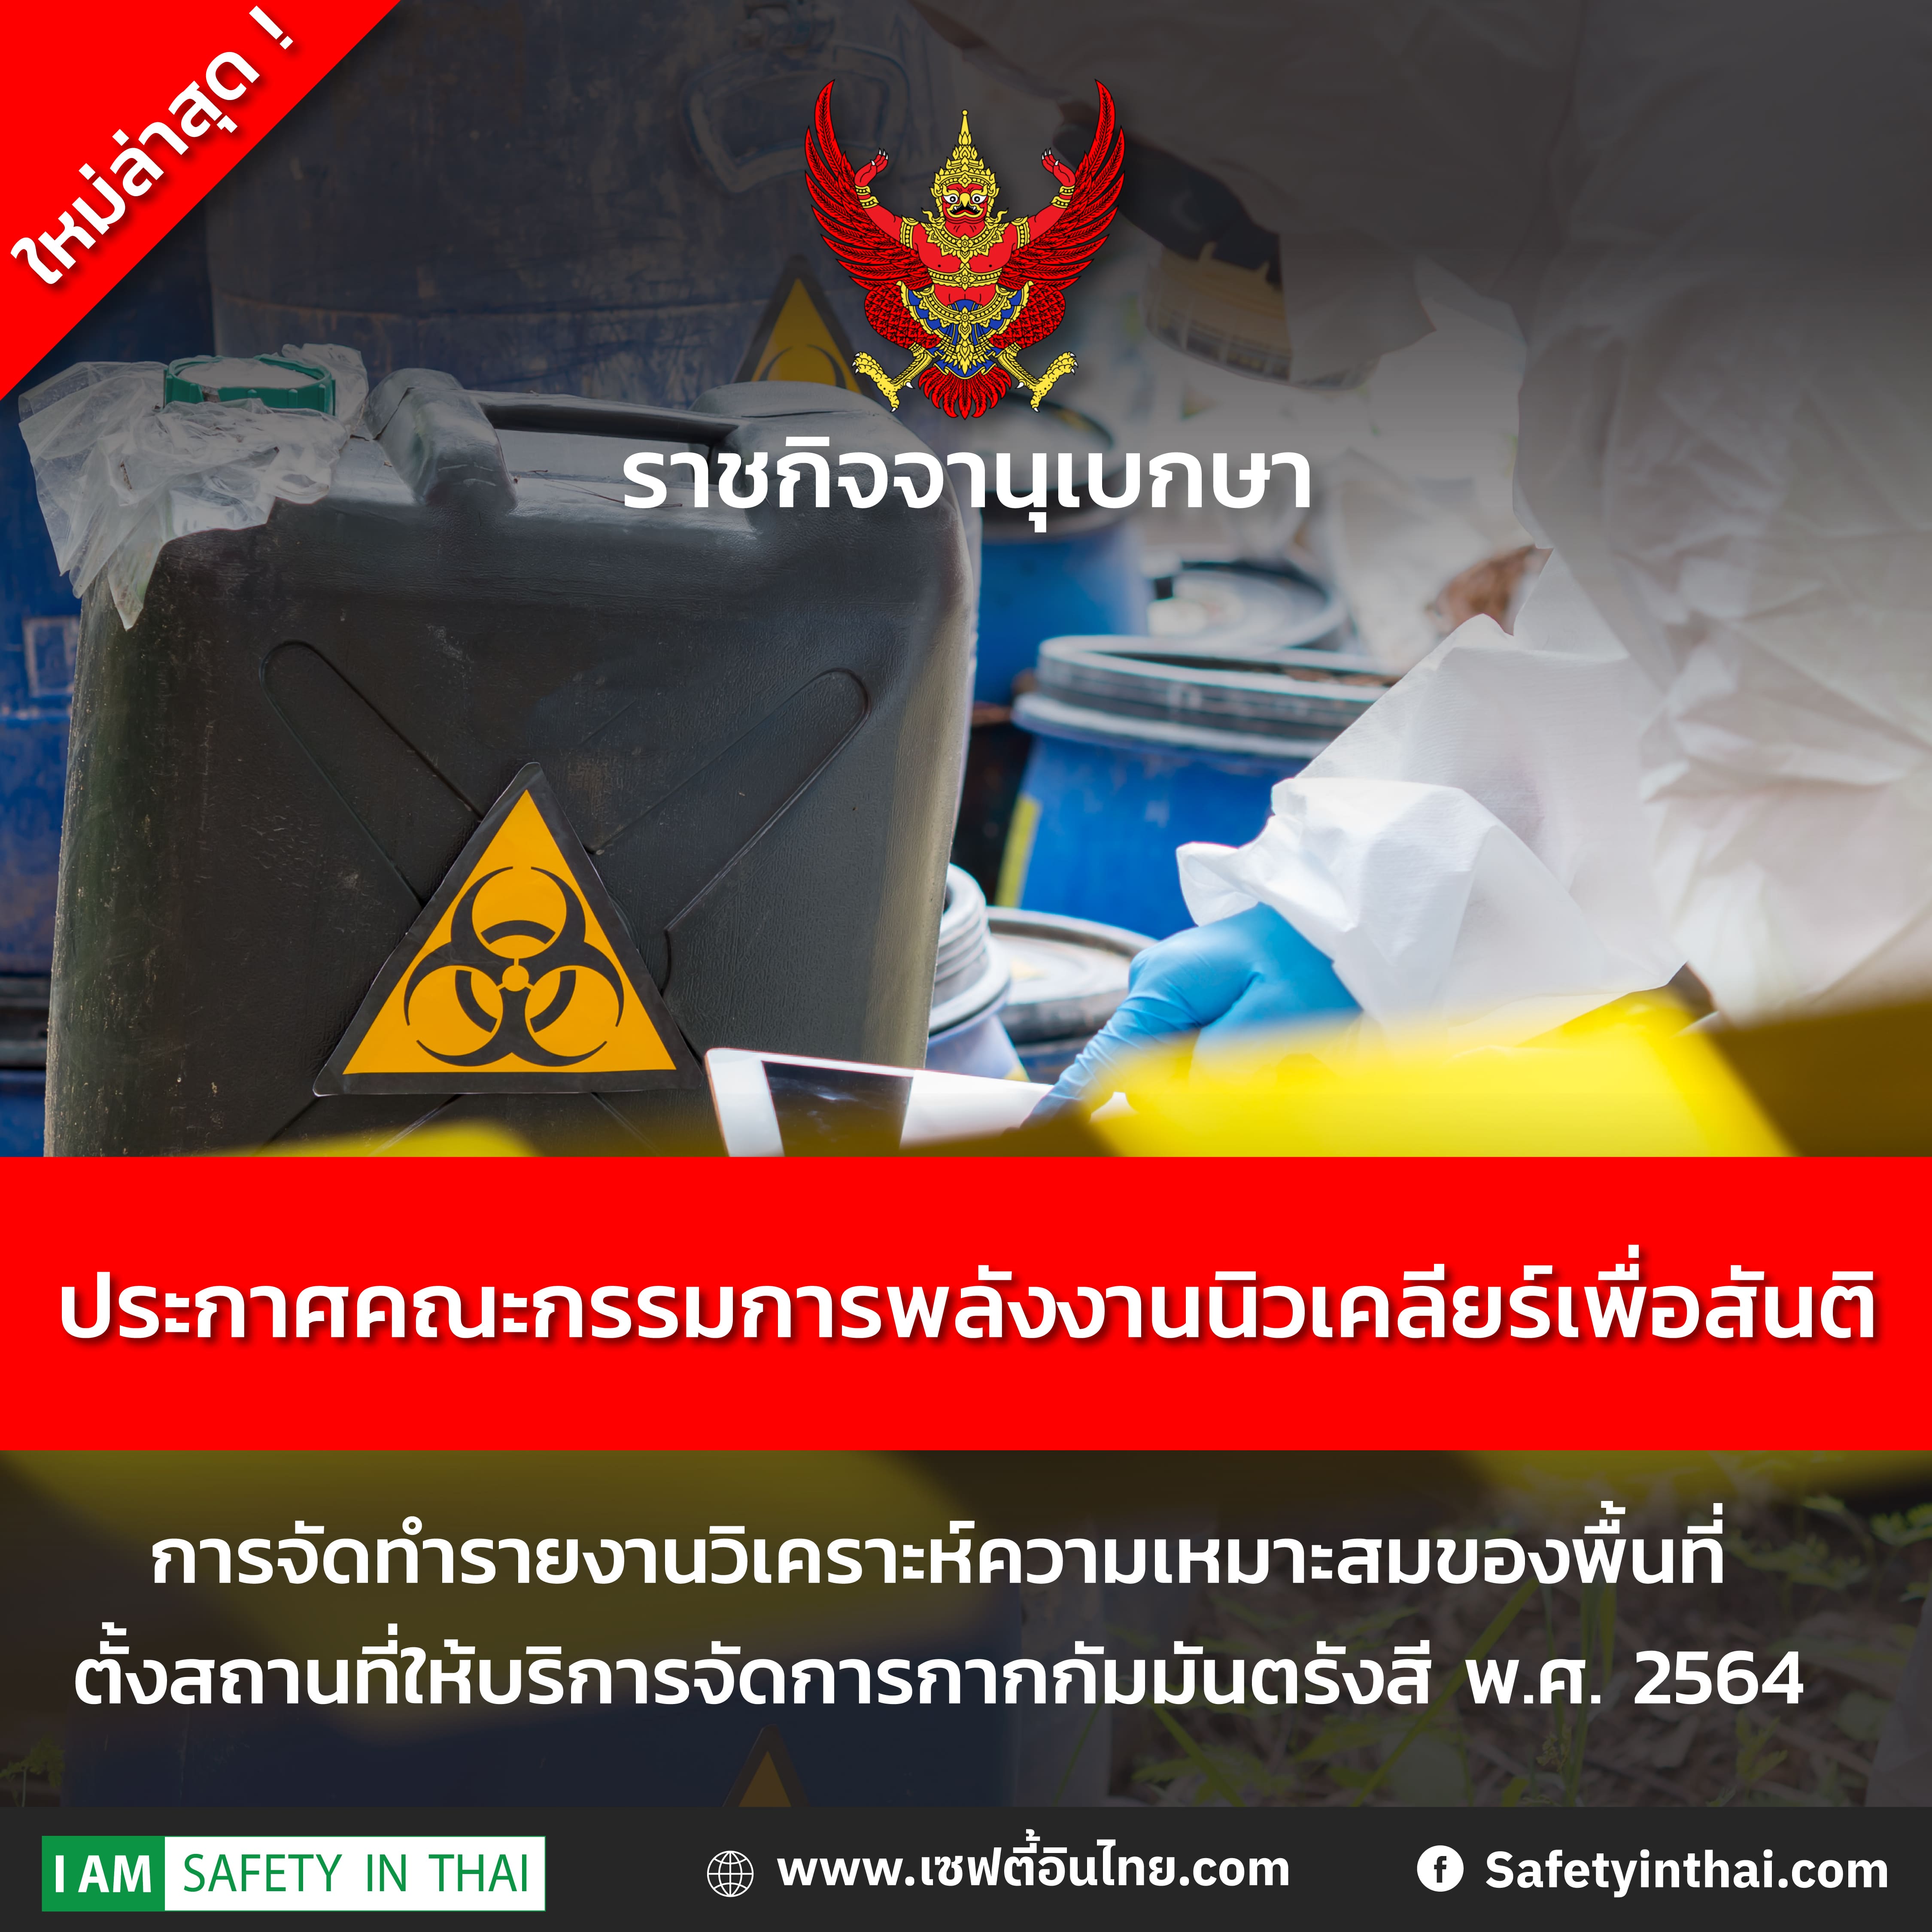 ใหม่ล่าสุด !
ราชกิจจานุเบกษา
ประกาศคณะกรรมการพลังงานนิวเคลียร์เพื่อสันติ
การจัดทำรายงานวิเคราะห์ความเหมาะสมของพื้นที่
ตั้งสถานที่ให้บริการจัดการกากกัมมันตรังสี พ.ศ. 2564
I AM SAFETY IN THAI
www.เซฟตี้อินไทย.com
Safetyinthai.com